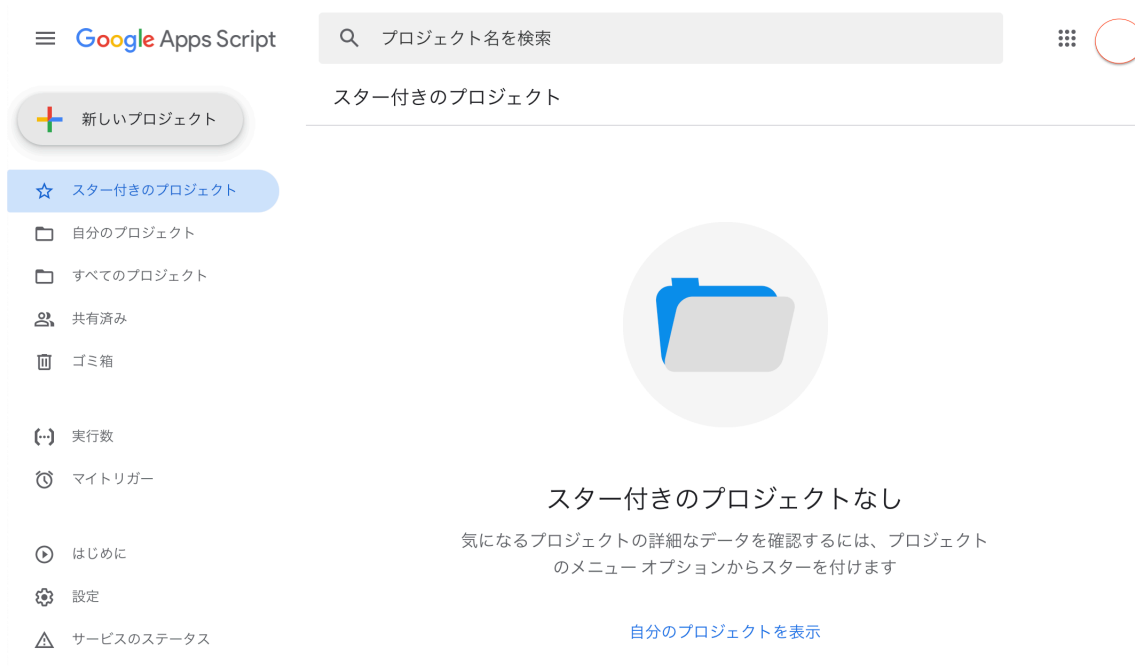 Google Apps Script
プロジェクト名を検索
新しいプロジェクト
スター付きのプロジェクト
自分のプロジェクト
すべてのプロジェクト
共有済み
ゴミ箱
実行数
マイトリガー
はじめに
設定
サービスのステータス
スター付きのプロジェクト
スター付きのプロジェクトなし
気になるプロジェクトの詳細なデータを確認するには、プロジェクト
のメニュー オプションからスターを付けます
自分のプロジェクトを表示